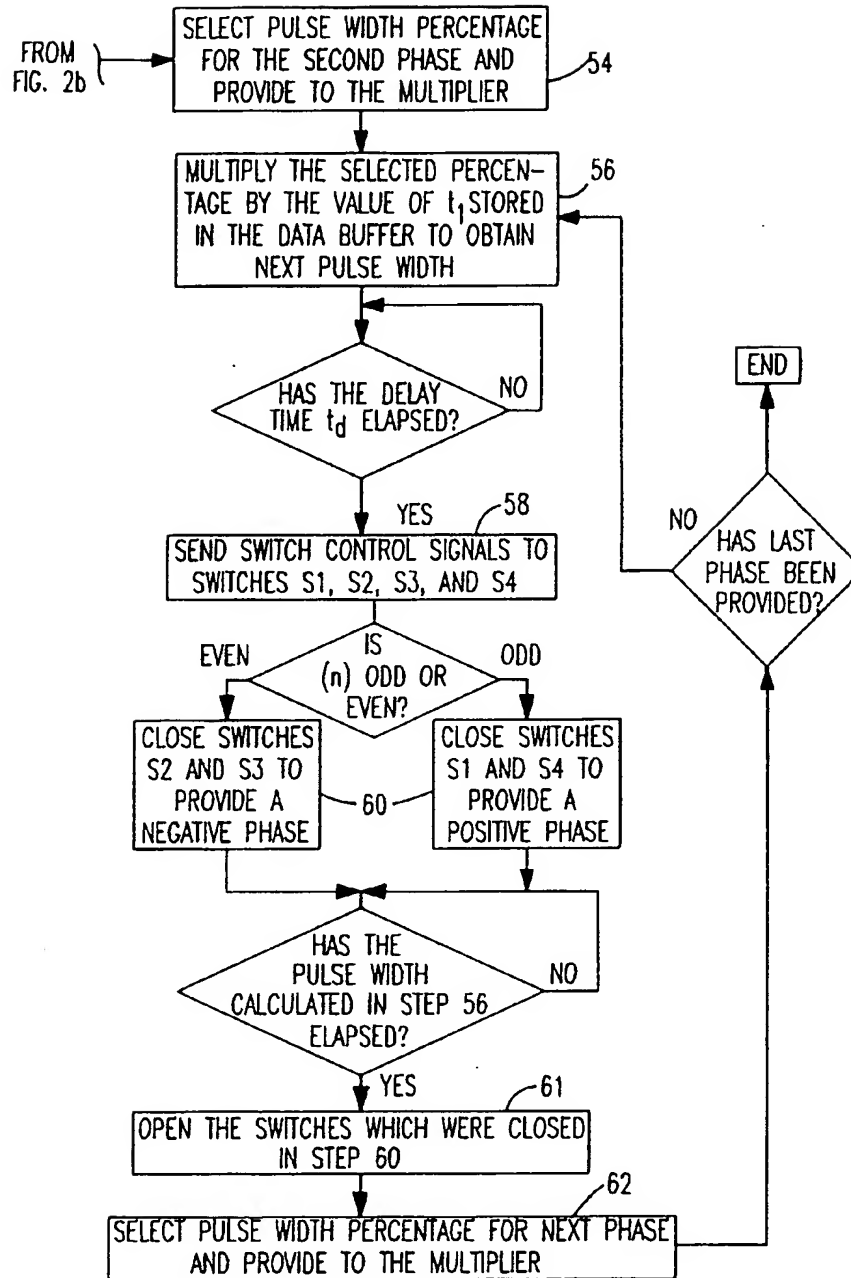 FROM
FIG. 2b
SELECT PULSE WIDTH PERCENTAGE
FOR THE SECOND PHASE AND
PROVIDE TO THE MULTIPLIER
54
MULTIPLY THE SELECTED PERCEN-
TAGE BY THE VALUE OF t1 STORED
IN THE DATA BUFFER TO OBTAIN
NEXT PULSE WIDTH
56
HAS THE DELAY
TIME td ELAPSED?
NO
YES
58
SEND SWITCH CONTROL SIGNALS TO
SWITCHES S1, S2, S3, AND S4
IS
(n) ODD OR
EVEN?
EVEN
ODD
CLOSE SWITCHES
S2 AND S3 TO
PROVIDE A
NEGATIVE PHASE
60
CLOSE SWITCHES
S1 AND S4 TO
PROVIDE A
POSITIVE PHASE
HAS THE
PULSE WIDTH
CALCULATED IN STEP 56
ELAPSED?
NO
YES
61
OPEN THE SWITCHES WHICH WERE CLOSED
IN STEP 60
62
SELECT PULSE WIDTH PERCENTAGE FOR NEXT PHASE
AND PROVIDE TO THE MULTIPLIER
HAS LAST
PHASE BEEN
PROVIDED?
NO
END